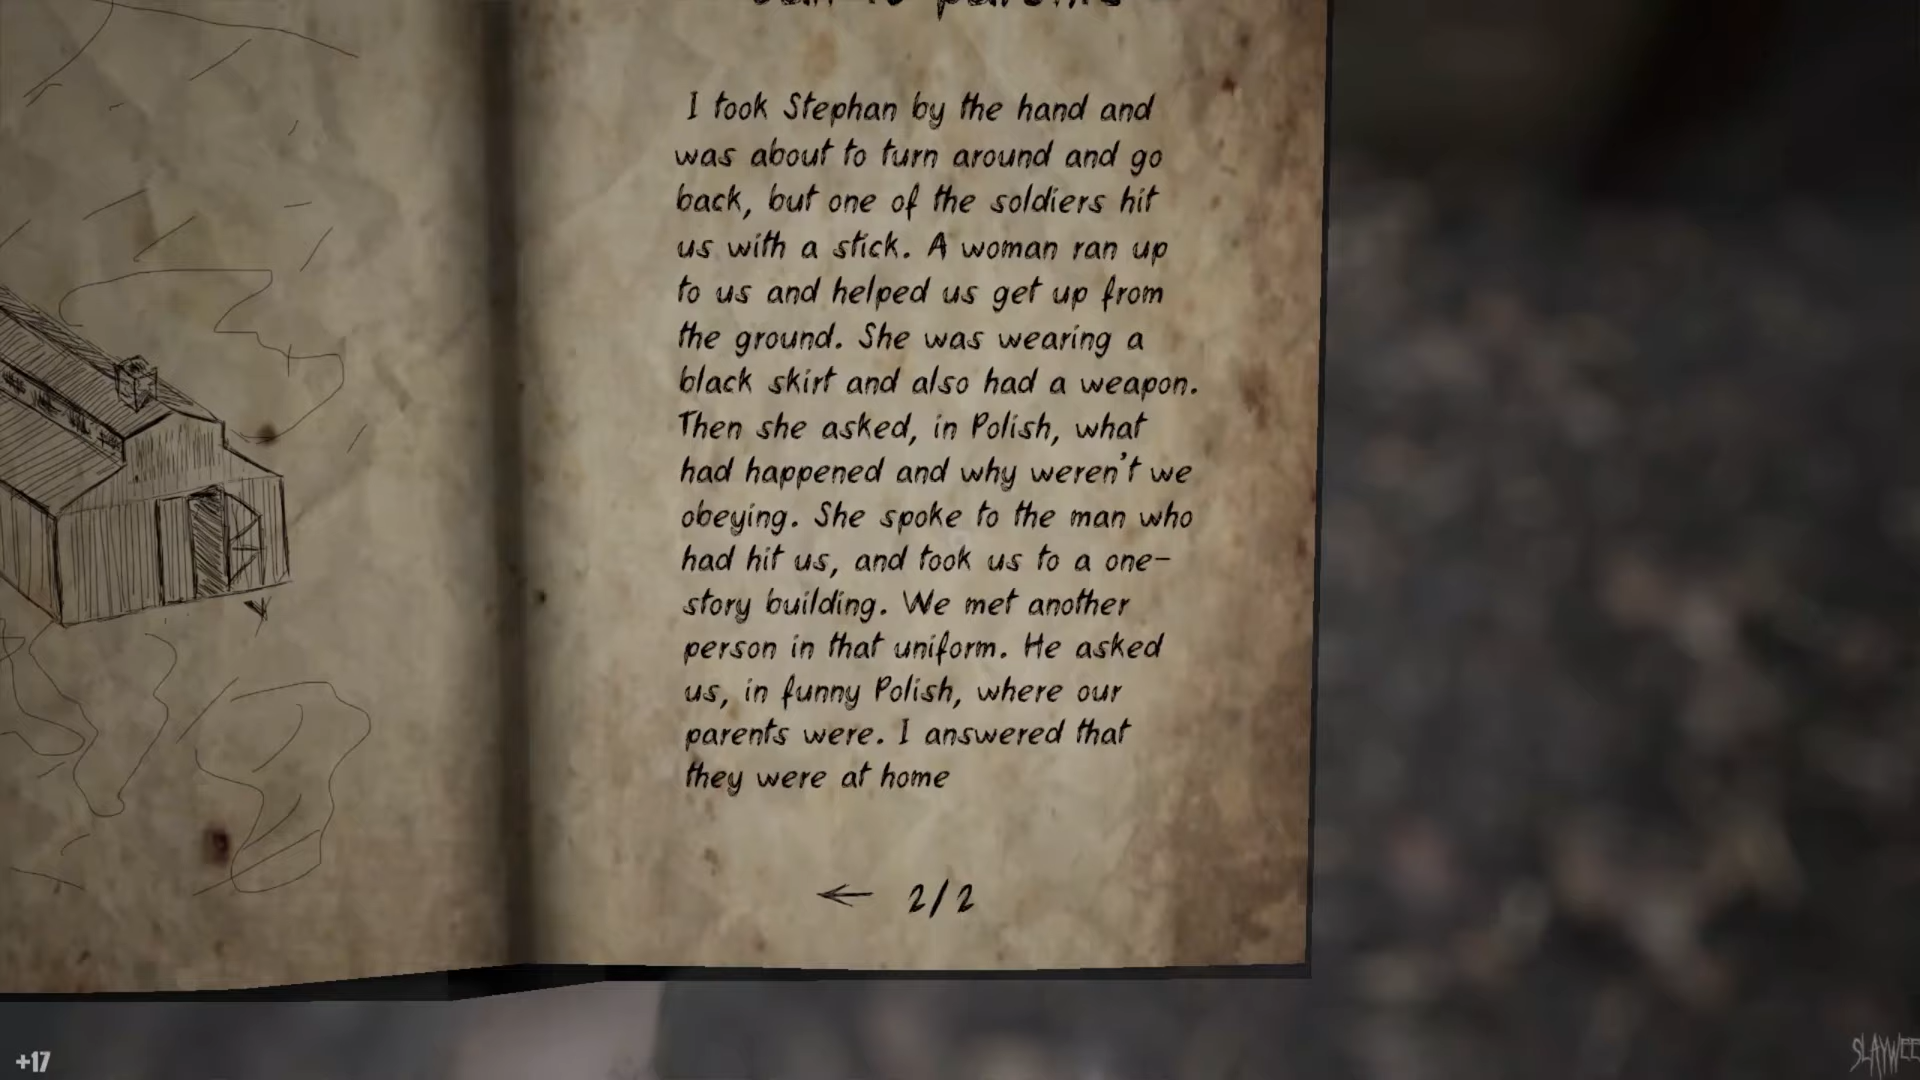 I took Stephan by the hand and
was about to turn around and go
back, but one of the soldiers hit
us with a stick. A woman ran up
to us and helped us get up from
the ground. She was wearing a
black skirt and also had a weapon.
Then she asked, in Polish, what
had happened and why weren't we
obeying. She spoke to the man who
had hit us, and took us to a one-
story building. We met another
person in that uniform. He asked
us, in funny Polish, where our
parents were. I answered that
they were at home
← 2/2
+17